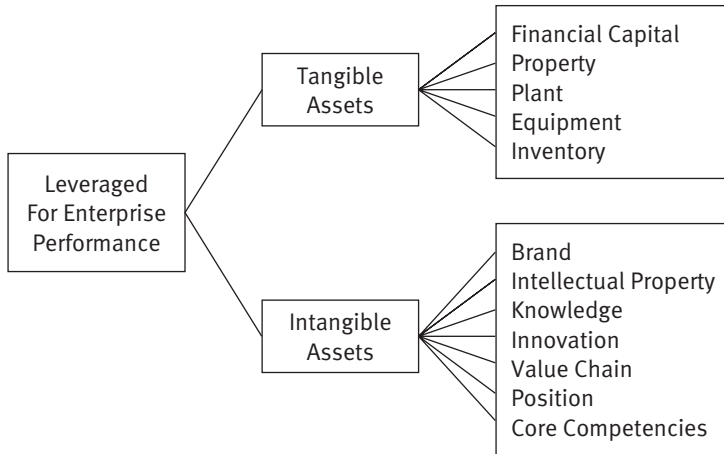 Leveraged
For Enterprise
Performance
Tangible
Assets
Financial Capital
Property
Plant
Equipment
Inventory
Intangible
Assets
Brand
Intellectual Property
Knowledge
Innovation
Value Chain
Position
Core Competencies